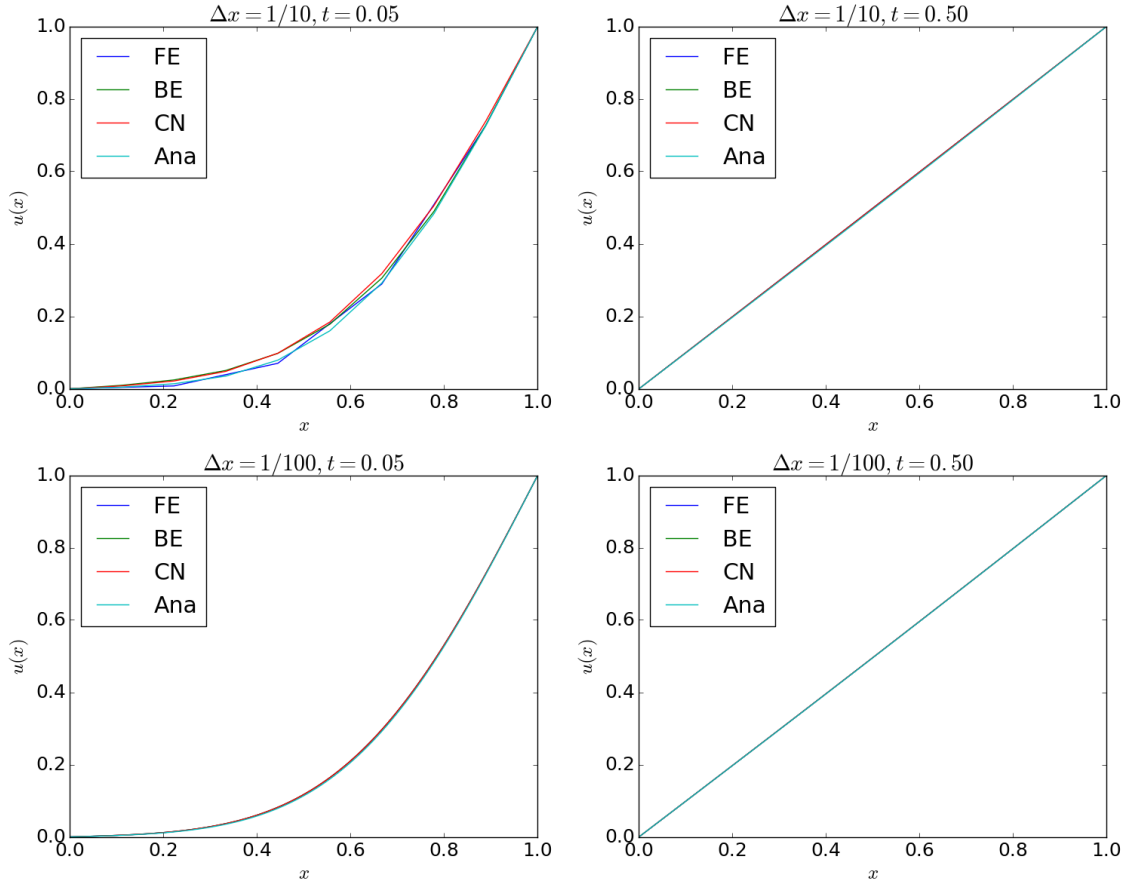 Δx = 1/10, t = 0.05
1.0
0.8
0.6
0.4
0.2
0.0
u(x)
FE
BE
CN
Ana
0.0 0.2 0.4 0.6 0.8 1.0
x
Δx = 1/10, t = 0.50
1.0
0.8
0.6
0.4
0.2
0.0
u(x)
FE
BE
CN
Ana
0.0 0.2 0.4 0.6 0.8 1.0
x
Δx = 1/100, t = 0.05
1.0
0.8
0.6
0.4
0.2
0.0
u(x)
FE
BE
CN
Ana
0.0 0.2 0.4 0.6 0.8 1.0
x
Δx = 1/100, t = 0.50
1.0
0.8
0.6
0.4
0.2
0.0
u(x)
FE
BE
CN
Ana
0.0 0.2 0.4 0.6 0.8 1.0
x